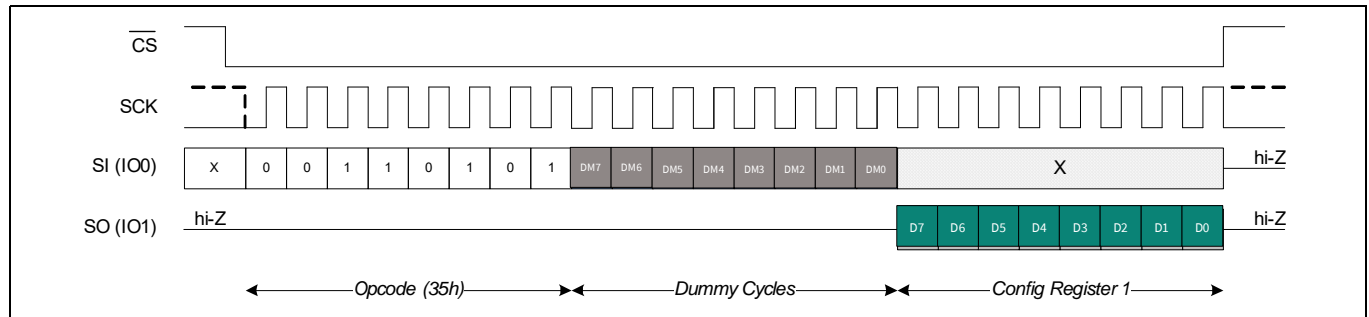 CS
SCK
SI (IO0) X 0 0 1 1 0 1 0 1 DM7 DM6 DM5 DM4 DM3 DM2 DM1 DM0 X hi-Z
SO (IO1) hi-Z D7 D6 D5 D4 D3 D2 D1 D0 hi-Z
Opcode (35h) Dummy Cycles Config Register 1